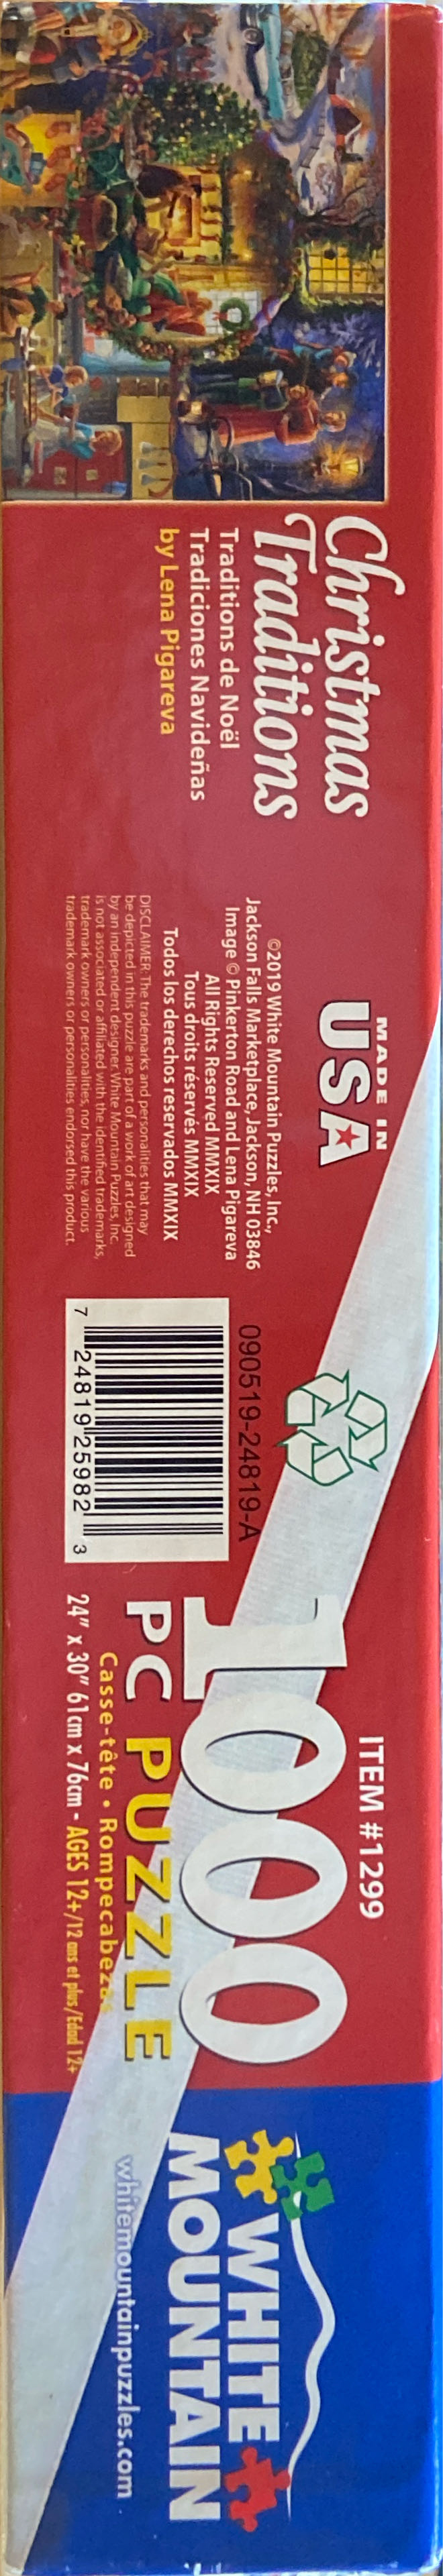 Christmas
Traditions
Traditions de Noël
Tradiciones Navideñas
by Lena Pigareva
MADE IN
USA
©2019 White Mountain Puzzles, Inc.,
Jackson Falls Marketplace, Jackson, NH 03846
Image © Pinkerton Road and Lena Pigareva
All Rights Reserved MMXIX
Tous droits réservés MMXIX
Todos los derechos reservados MMXIX
DISCLAIMER: The trademarks and personalities that may
be depicted in this puzzle are part of a work of art designed
by an independent designer. White Mountain Puzzles, Inc.
is not associated or affiliated with the identified trademarks,
trademark owners or personalities, nor have the various
trademark owners or personalities endorsed this product.
090519-24819-A
7 24819 25982 3
ITEM #1299
1000
PC PUZZLE
Casse-tête • Rompecabezas
24" x 30" 61cm x 76cm - AGES 12+/12 ans et plus/Edad 12+
WHITE
MOUNTAIN
whitemountainpuzzles.com